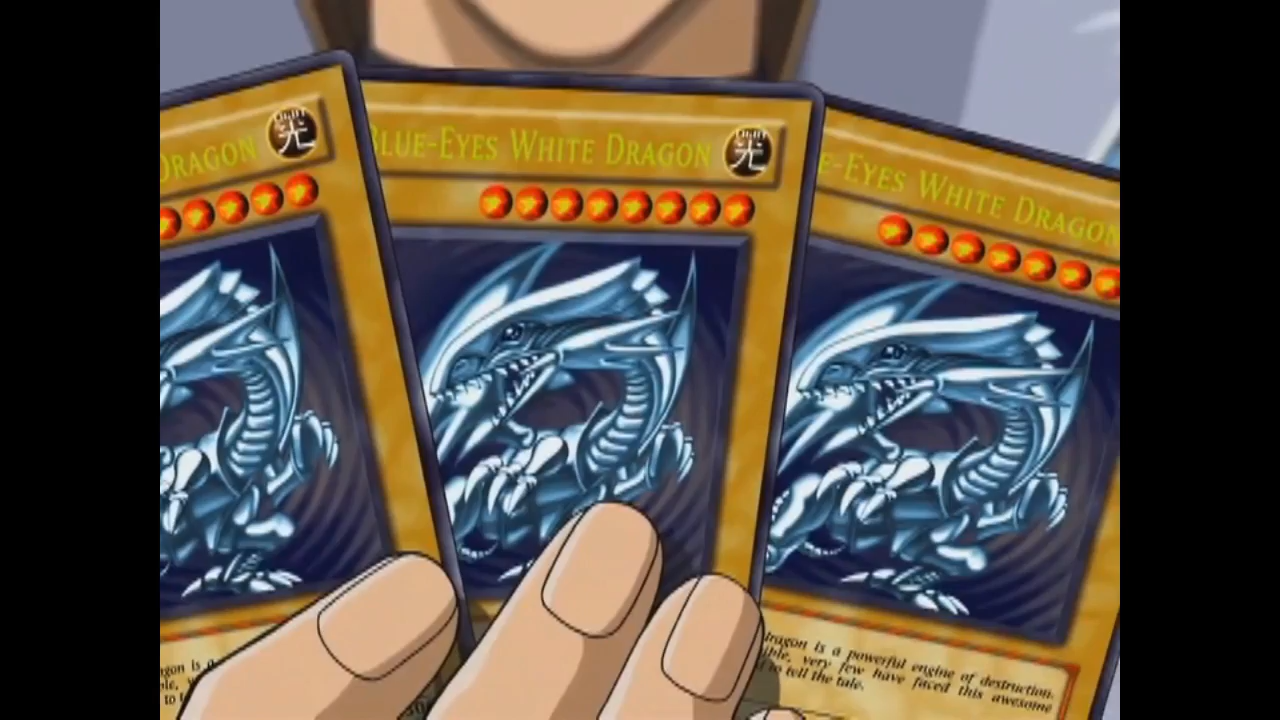 DRAGON
光
BLUE-EYES WHITE DRAGON
LIGHT
光
E-EYES WHITE DRAGON
dragon is a powerful engine of destruction.
ible, very few have faced this awesome
to tell the tale.